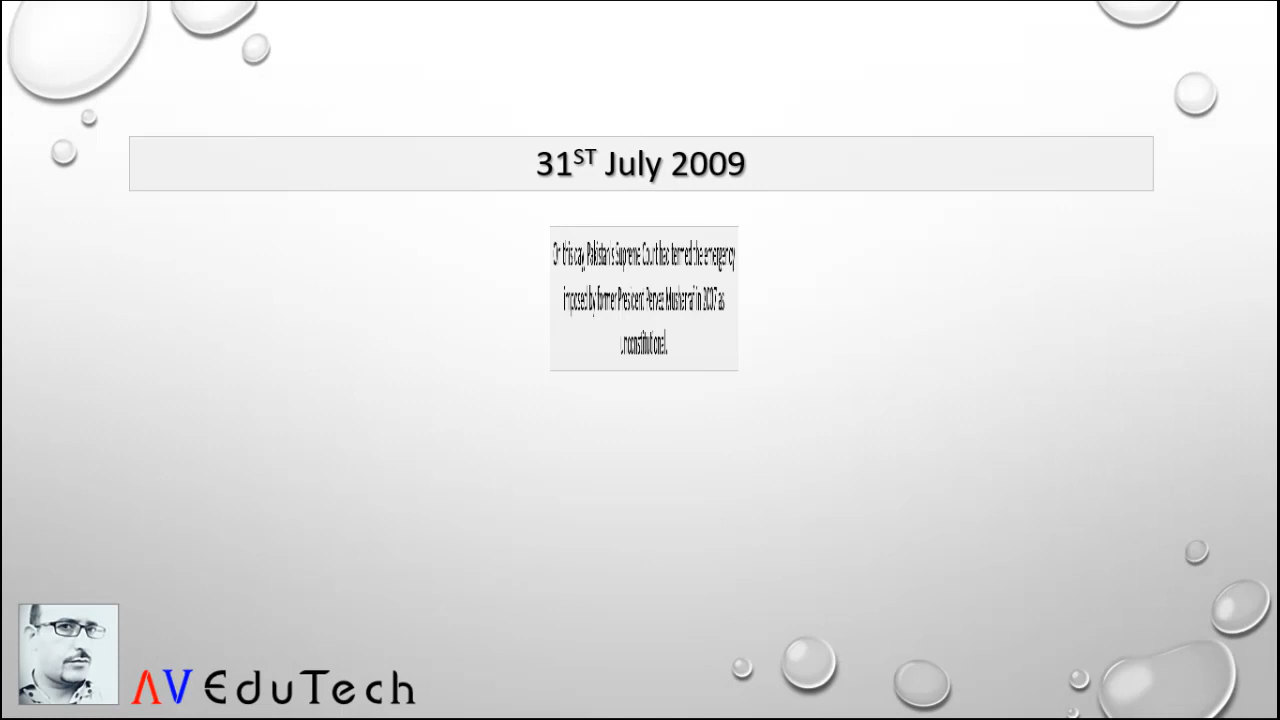 31ST July 2009
On this day, Pakistan's Supreme Court had termed the emergency
imposed by former President Pervez Musharraf in 2007 as
unconstitutional.
AV EduTech